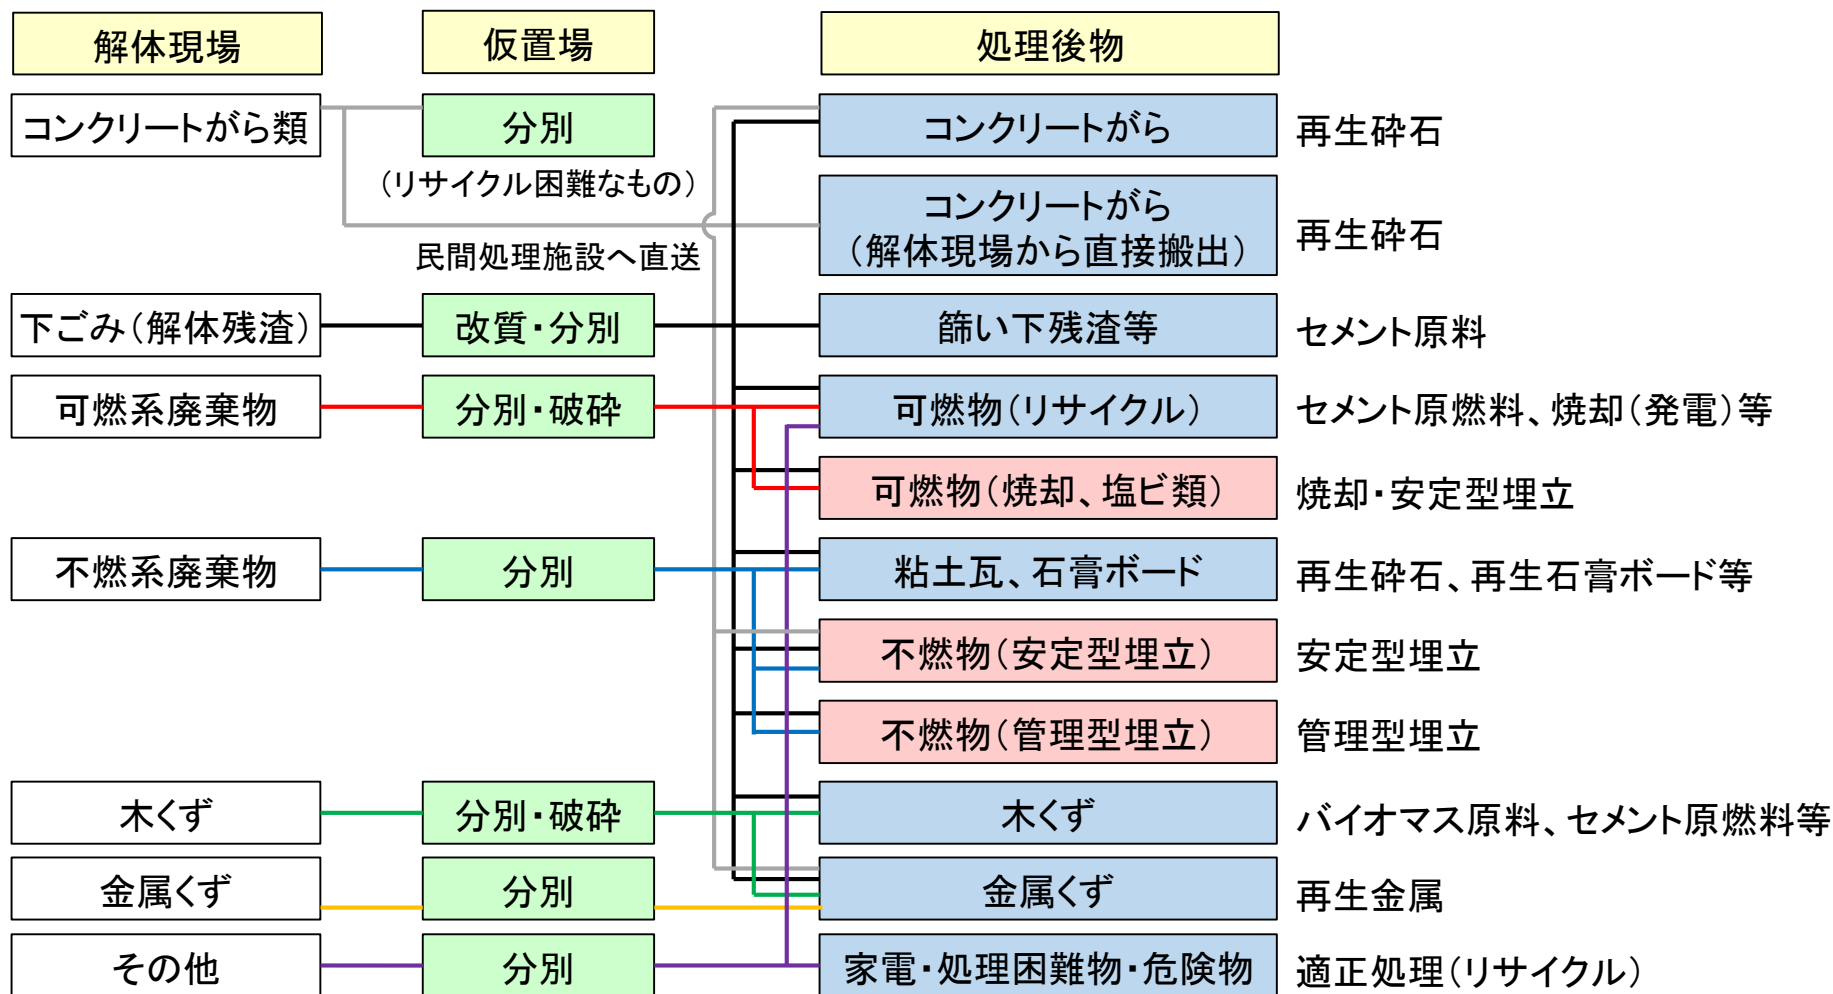 解体現場
仮置場
処理後物
コンクリートがら類
分別
コンクリートがら
再生砕石
(リサイクル困難なもの)
コンクリートがら
(解体現場から直接搬出)
再生砕石
民間処理施設へ直送
下ごみ(解体残渣)
改質・分別
篩い下残渣等
セメント原料
可燃系廃棄物
分別・破砕
可燃物(リサイクル)
セメント原燃料、焼却(発電)等
可燃物(焼却、塩ビ類)
焼却・安定型埋立
不燃系廃棄物
分別
粘土瓦、石膏ボード
再生砕石、再生石膏ボード等
不燃物(安定型埋立)
安定型埋立
不燃物(管理型埋立)
管理型埋立
木くず
分別・破砕
木くず
バイオマス原料、セメント原燃料等
金属くず
分別
金属くず
再生金属
その他
分別
家電・処理困難物・危険物
適正処理(リサイクル)